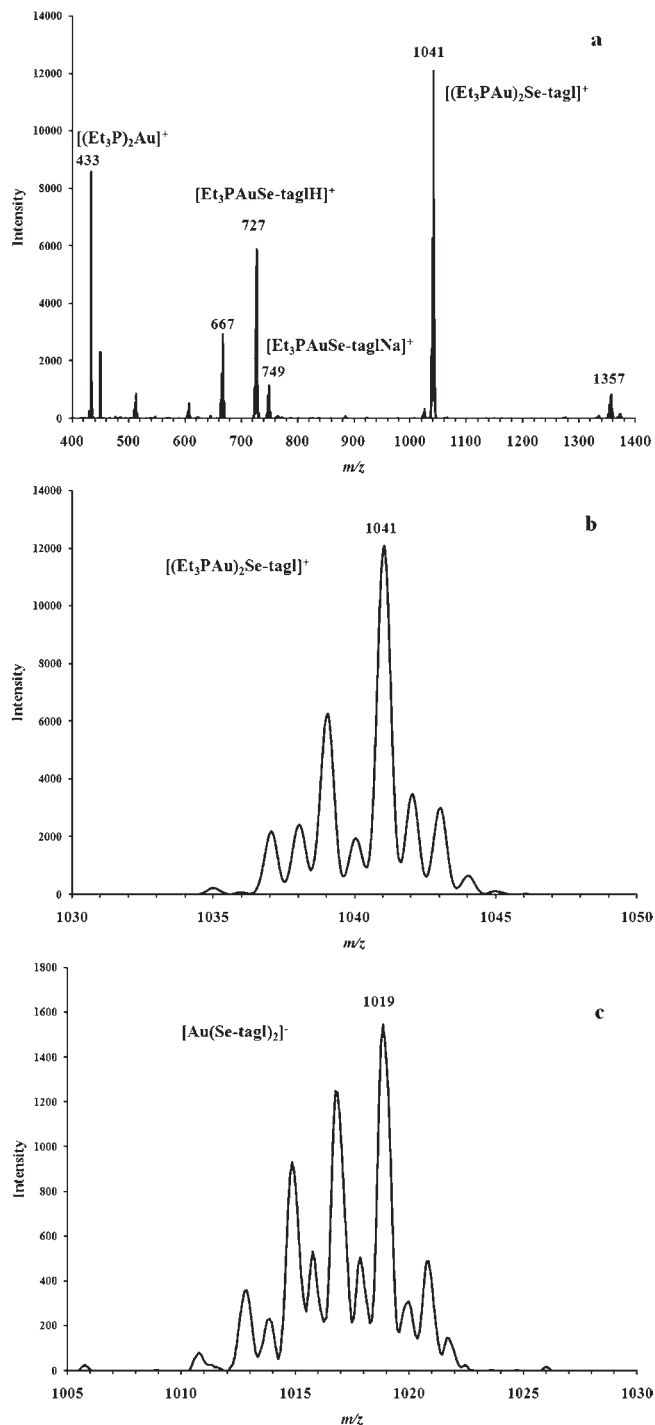 14000
12000
10000
8000
6000
4000
2000
0
Intensity
a
1041
[(Et₃PAu)₂Se-tagl]⁺
[(Et₃P)₂Au]⁺
433
[Et₃PAuSe-taglH]⁺
727
667
[Et₃PAuSe-taglNa]⁺
749
1357
400 500 600 700 800 900 1000 1100 1200 1300 1400
m/z
14000
12000
10000
8000
6000
4000
2000
0
Intensity
b
1041
[(Et₃PAu)₂Se-tagl]⁺
1030 1035 1040 1045 1050
m/z
1800
1600
1400
1200
1000
800
600
400
200
0
Intensity
c
1019
[Au(Se-tagl)₂]⁻
1005 1010 1015 1020 1025 1030
m/z